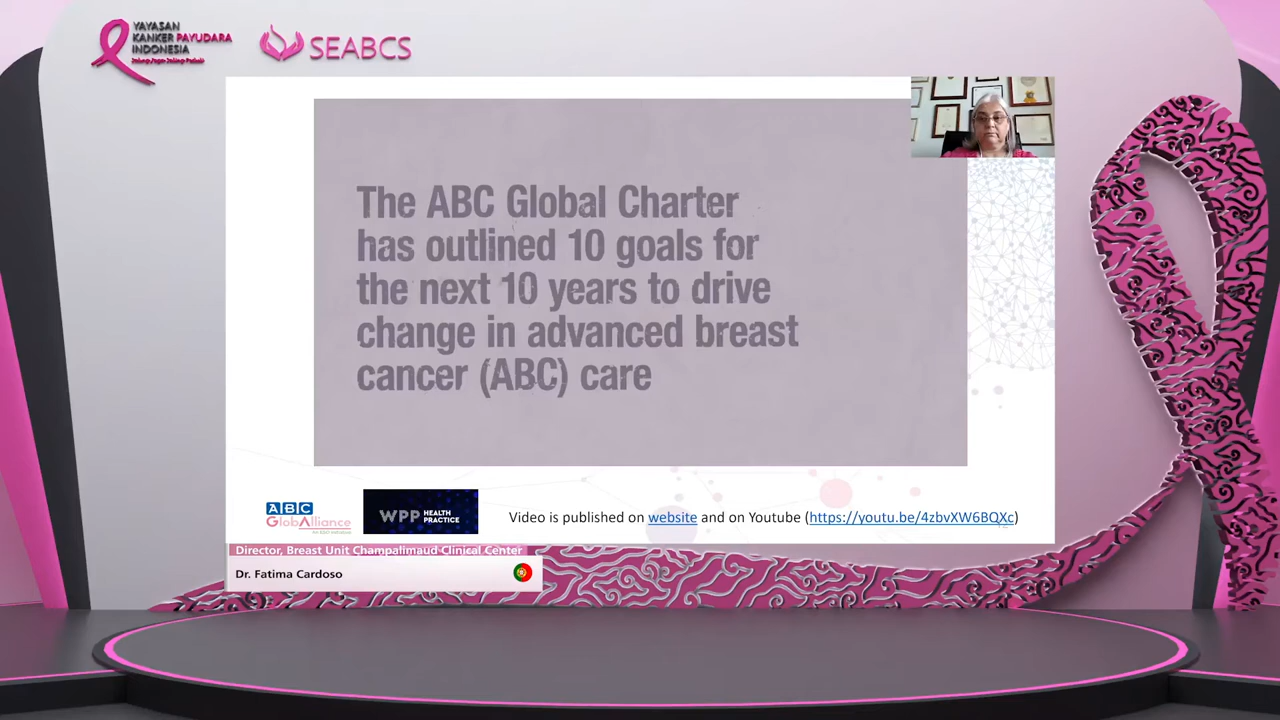 YAYASAN
KANKER PAYUDARA
INDONESIA
SEABCS
The ABC Global Charter
has outlined 10 goals for
the next 10 years to drive
change in advanced breast
cancer (ABC) care
ABC
GlobAlliance
WPP HEALTH
PRACTICE
Video is published on website and on Youtube (https://youtu.be/4zbvXW6BQXc)
Director, Breast Unit Champalimaud Clinical Center
Dr. Fatima Cardoso